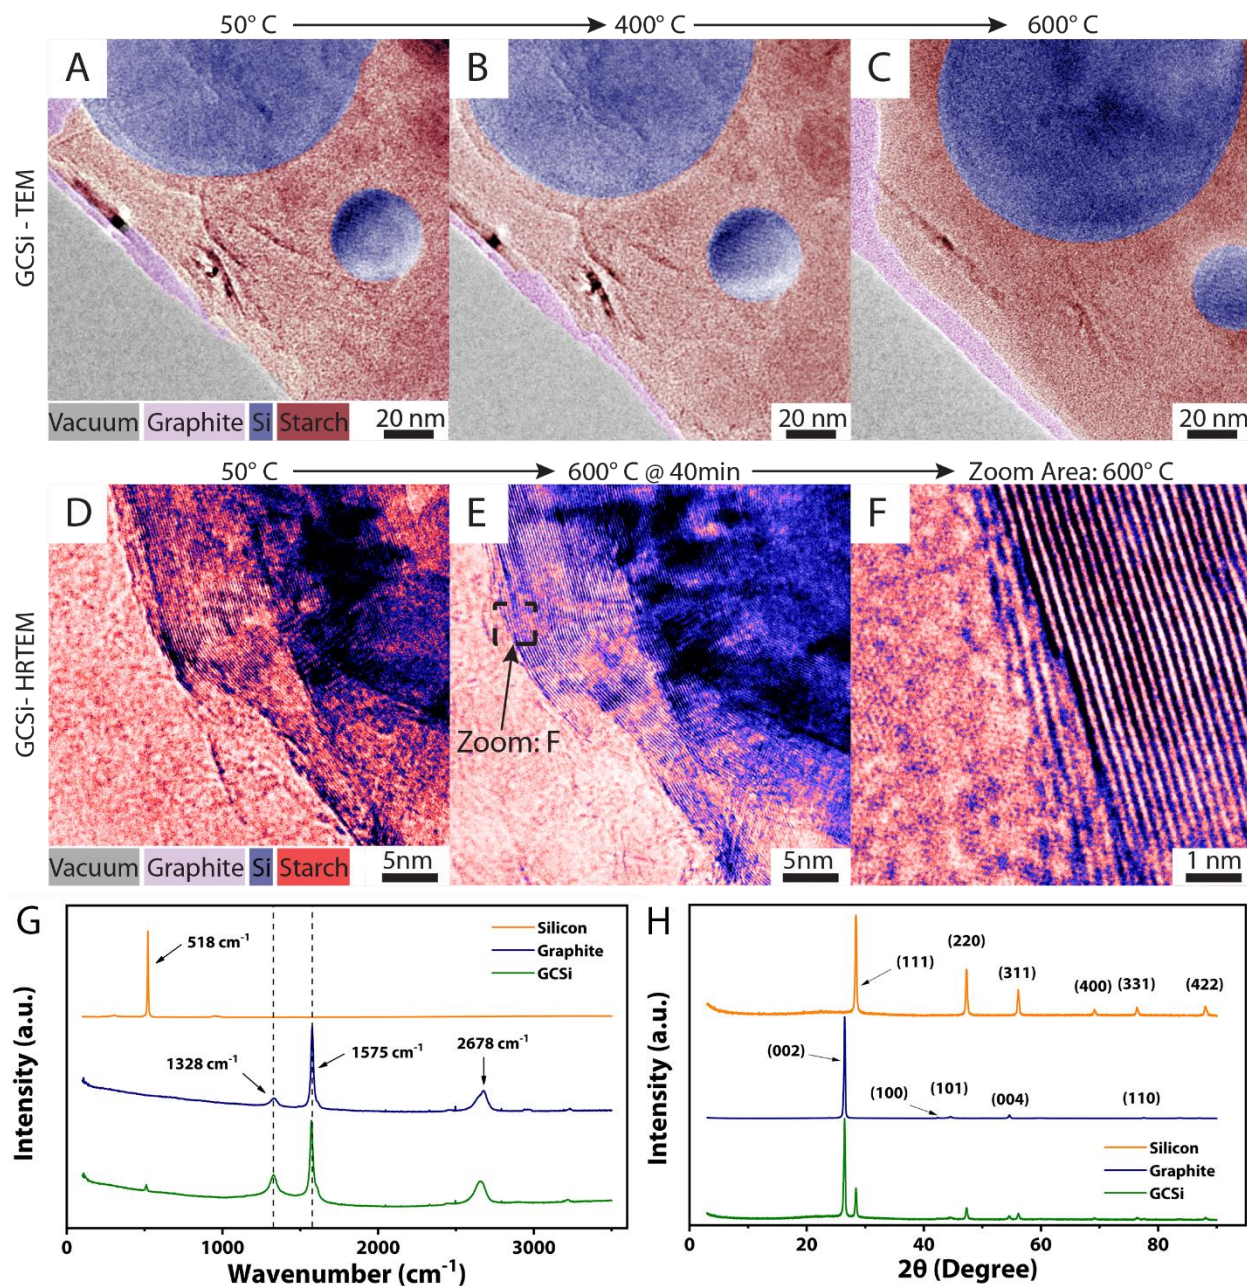 50° C
400° C
600° C
GCSi - TEM
A
B
C
Vacuum Graphite Si Starch
20 nm
20 nm
20 nm
50° C
600° C @ 40min
Zoom Area: 600° C
GCSi- HRTEM
D
E
F
Zoom: F
Vacuum Graphite Si Starch
5nm
5nm
1 nm
G
518 cm⁻¹
Silicon
Graphite
GCSi
1328 cm⁻¹
1575 cm⁻¹
2678 cm⁻¹
Intensity (a.u.)
0 1000 2000 3000
Wavenumber (cm⁻¹)
H
(111)
(220)
(311)
(400)
(331)
(422)
(002)
(100)
(101)
(004)
(110)
Silicon
Graphite
GCSi
Intensity (a.u.)
0 20 40 60 80
2θ (Degree)